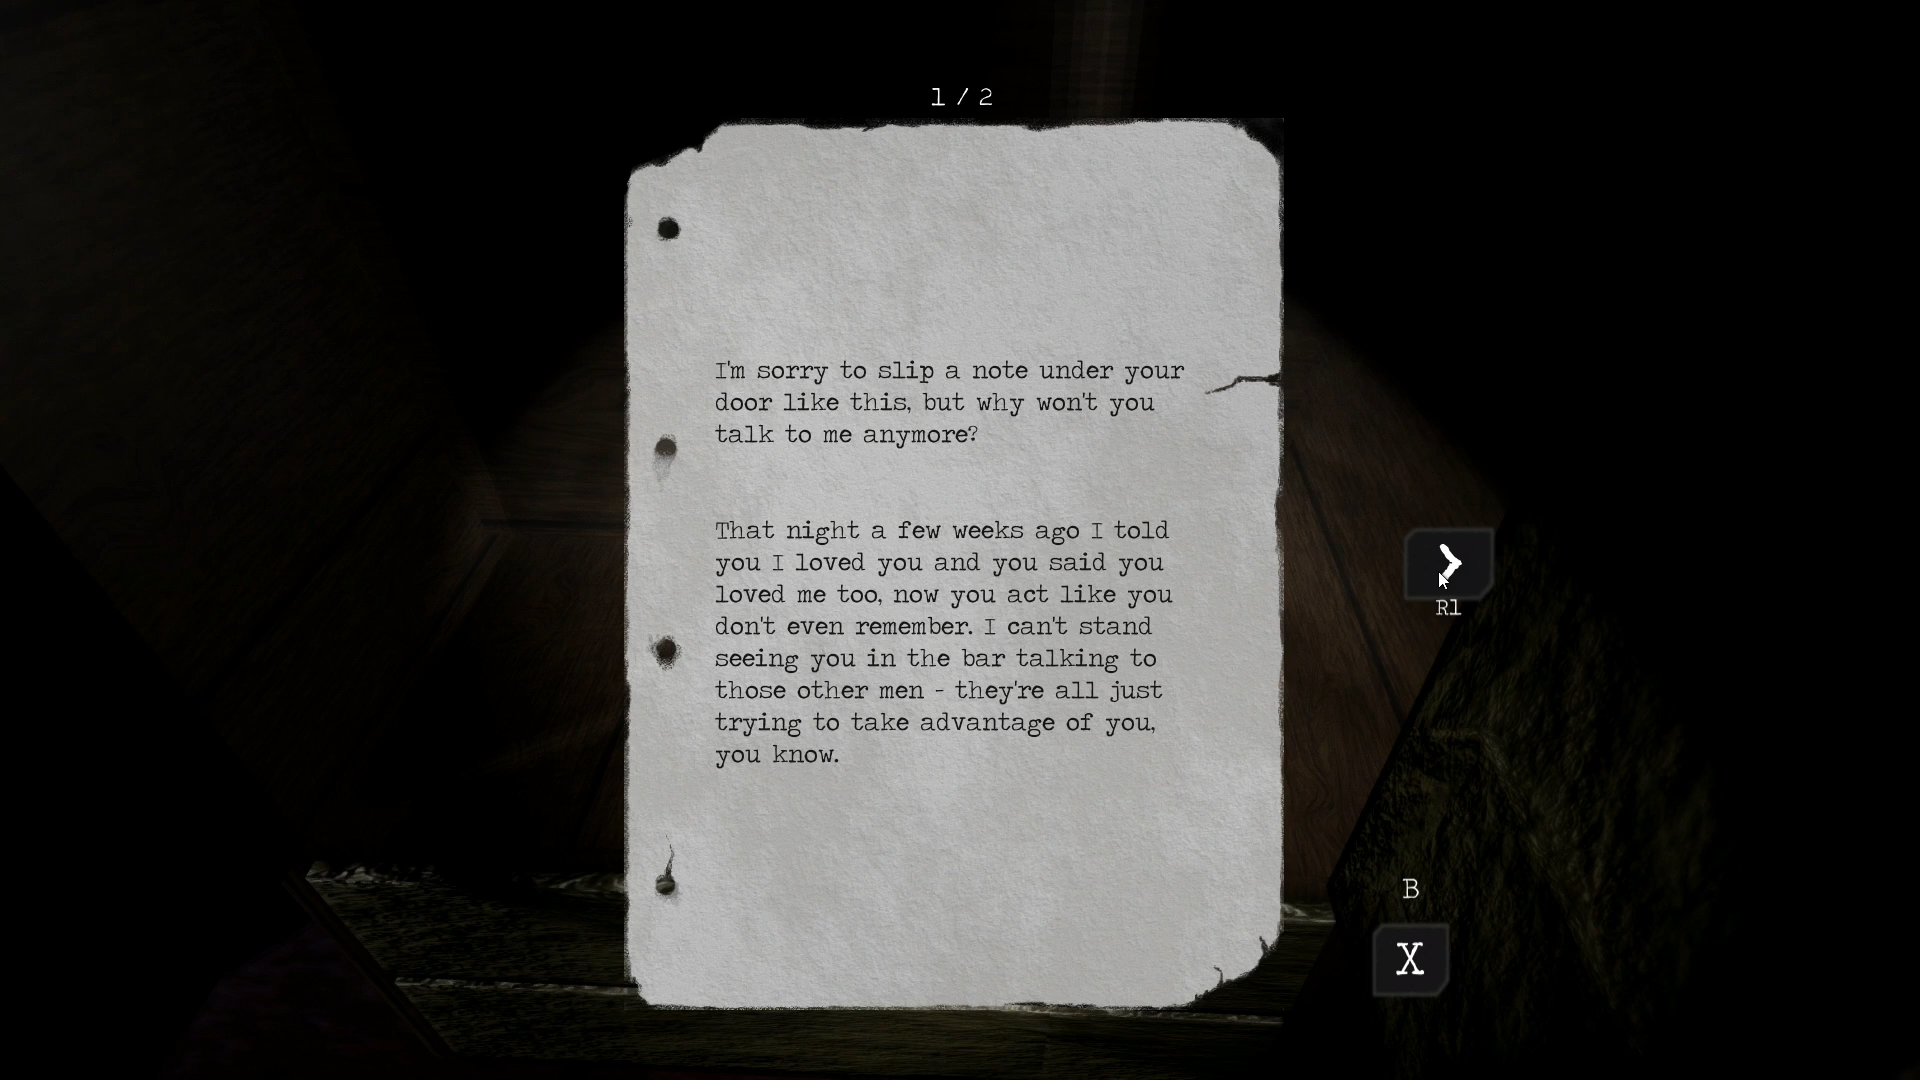 1 / 2
I'm sorry to slip a note under your
door like this, but why won't you
talk to me anymore?
That night a few weeks ago I told
you I loved you and you said you
loved me too, now you act like you
don't even remember. I can't stand
seeing you in the bar talking to
those other men - they're all just
trying to take advantage of you,
you know.
R1
B
X